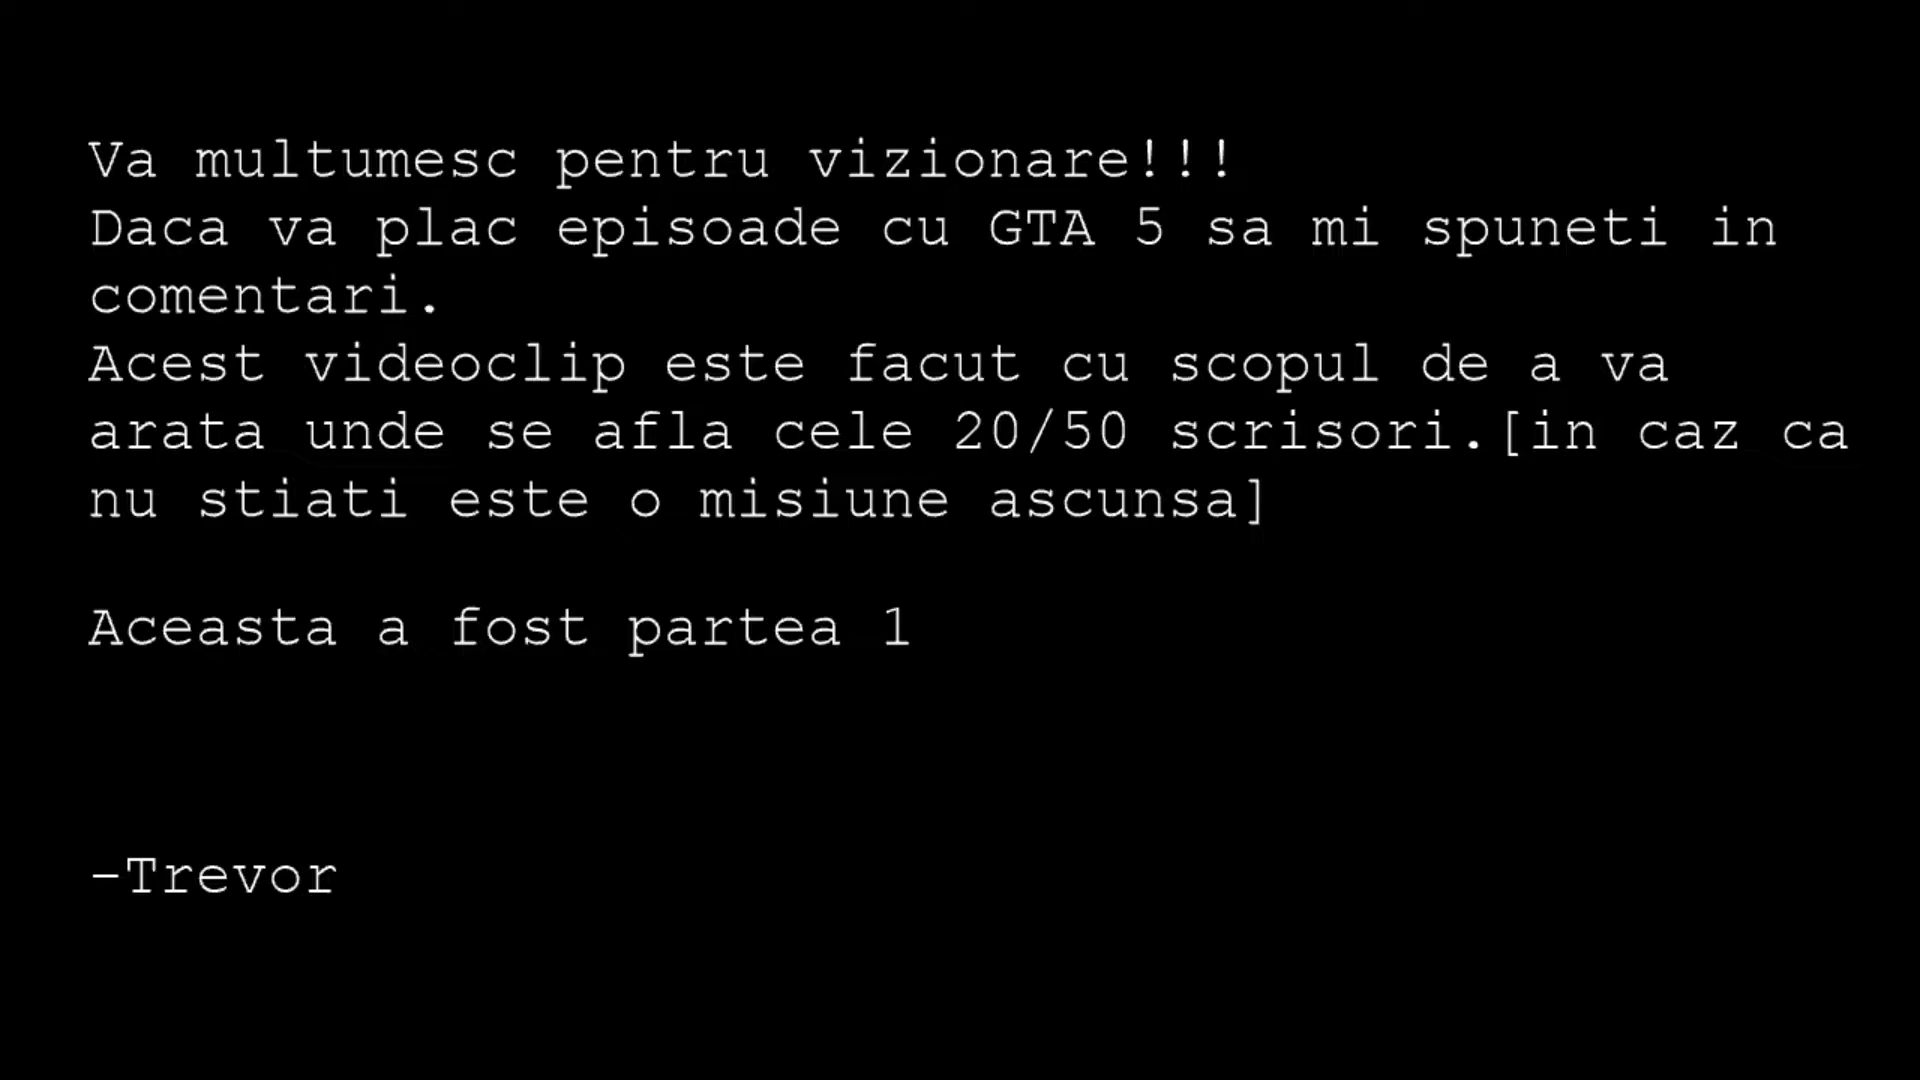 Va multumesc pentru vizionare!!!
Daca va plac episoade cu GTA 5 sa mi spuneti in
comentari.
Acest videoclip este facut cu scopul de a va
arata unde se afla cele 20/50 scrisori.[in caz ca
nu stiati este o misiune ascunsa]
Aceasta a fost partea 1
-Trevor